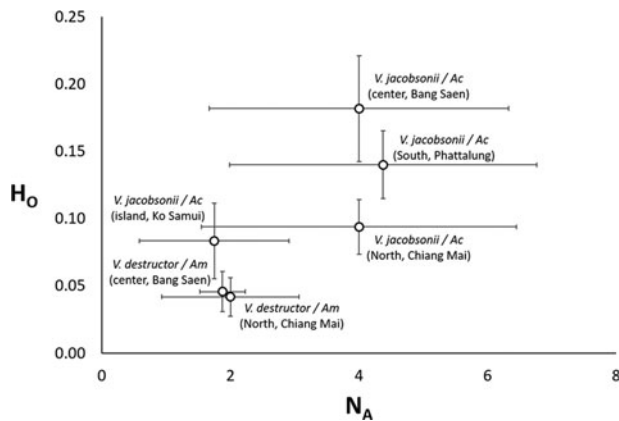 0.25
0.20
0.15
0.10
0.05
0.00
H_O
V. jacobsonii / Ac
(center, Bang Saen)
V. jacobsonii / Ac
(South, Phattalung)
V. jacobsonii / Ac
(island, Ko Samui)
V. jacobsonii / Ac
(North, Chiang Mai)
V. destructor / Am
(center, Bang Saen)
V. destructor / Am
(North, Chiang Mai)
0 2 4 6 8
N_A